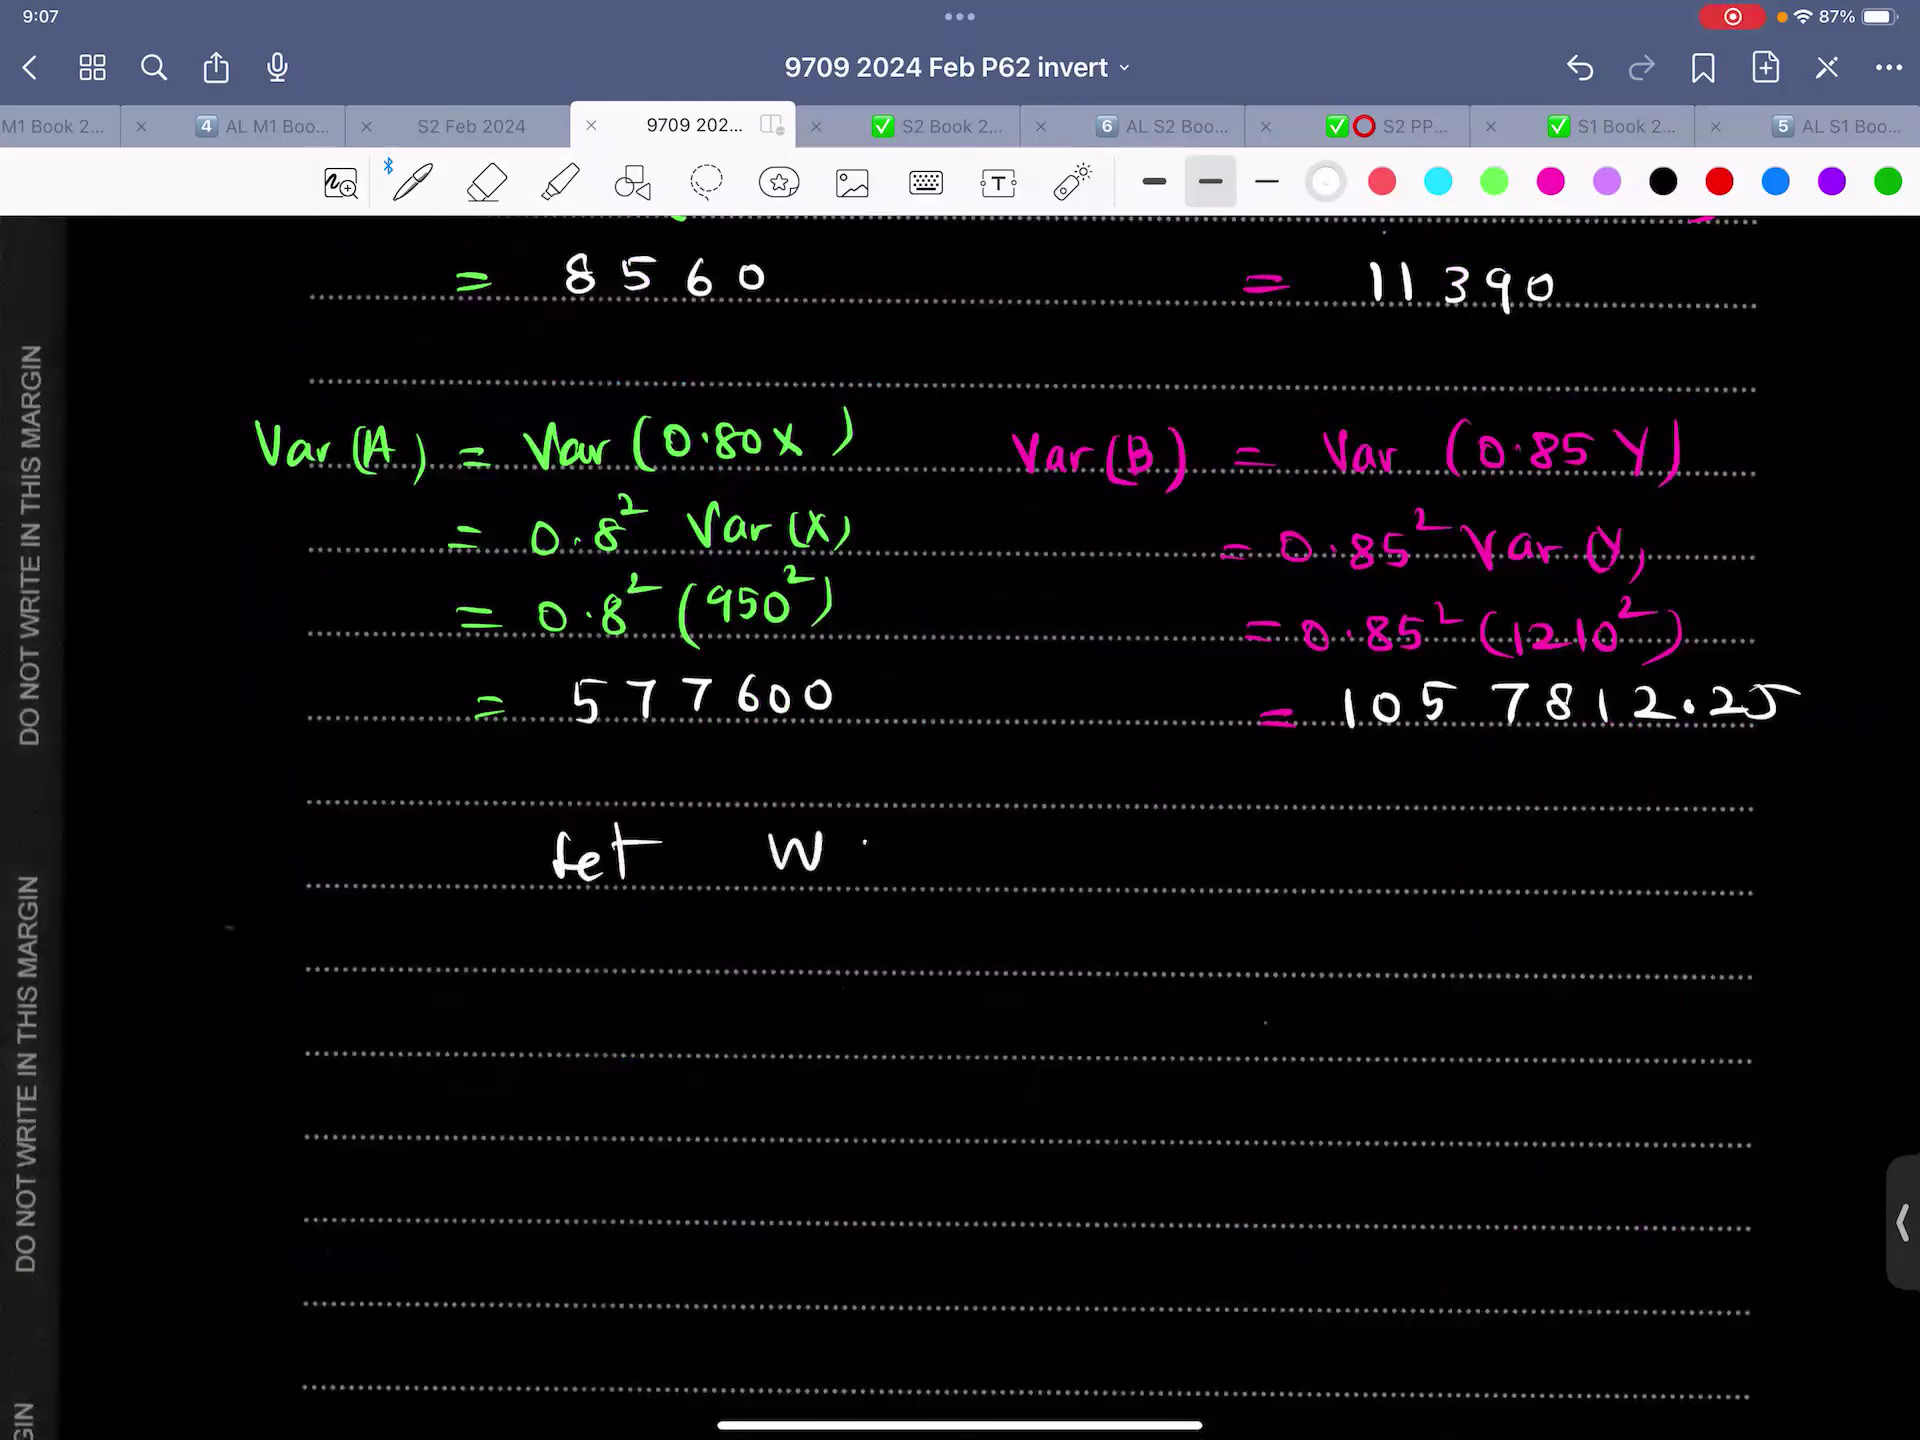 9:07
87%
9709 2024 Feb P62 invert
M1 Book 2...
4 AL M1 Boo...
S2 Feb 2024
9709 202...
S2 Book 2...
6 AL S2 Boo...
S2 PP...
S1 Book 2...
5 AL S1 Boo...
T
= 8560
= 11390
Var(A) = Var(0.80X)
= 0.8² Var(X)
= 0.8² (950²)
= 577600
Var(B) = Var(0.85Y)
= 0.85² Var(Y)
= 0.85² (1210²)
= 1057812.25
Let W
DO NOT WRITE IN THIS MARGIN
DO NOT WRITE IN THIS MARGIN
GIN